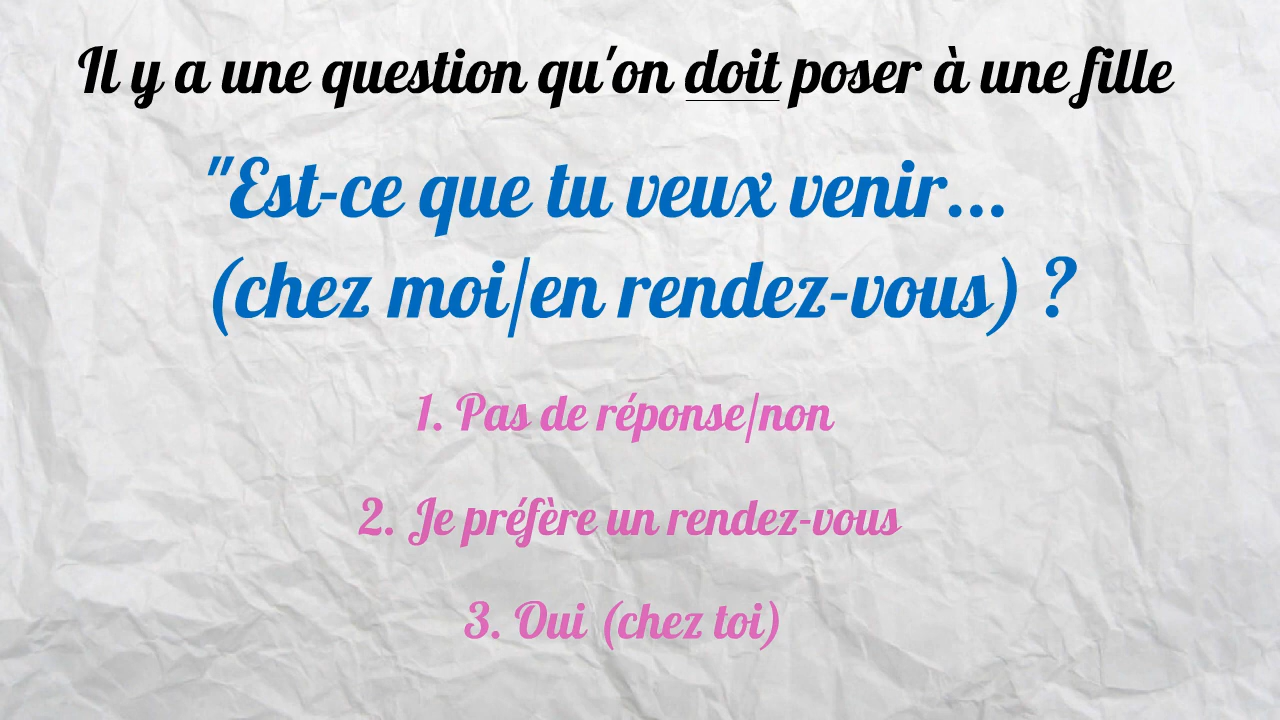 Il y a une question qu'on doit poser à une fille
"Est-ce que tu veux venir...
(chez moi/en rendez-vous) ?
1. Pas de réponse/non
2. Je préfère un rendez-vous
3. Oui (chez toi)